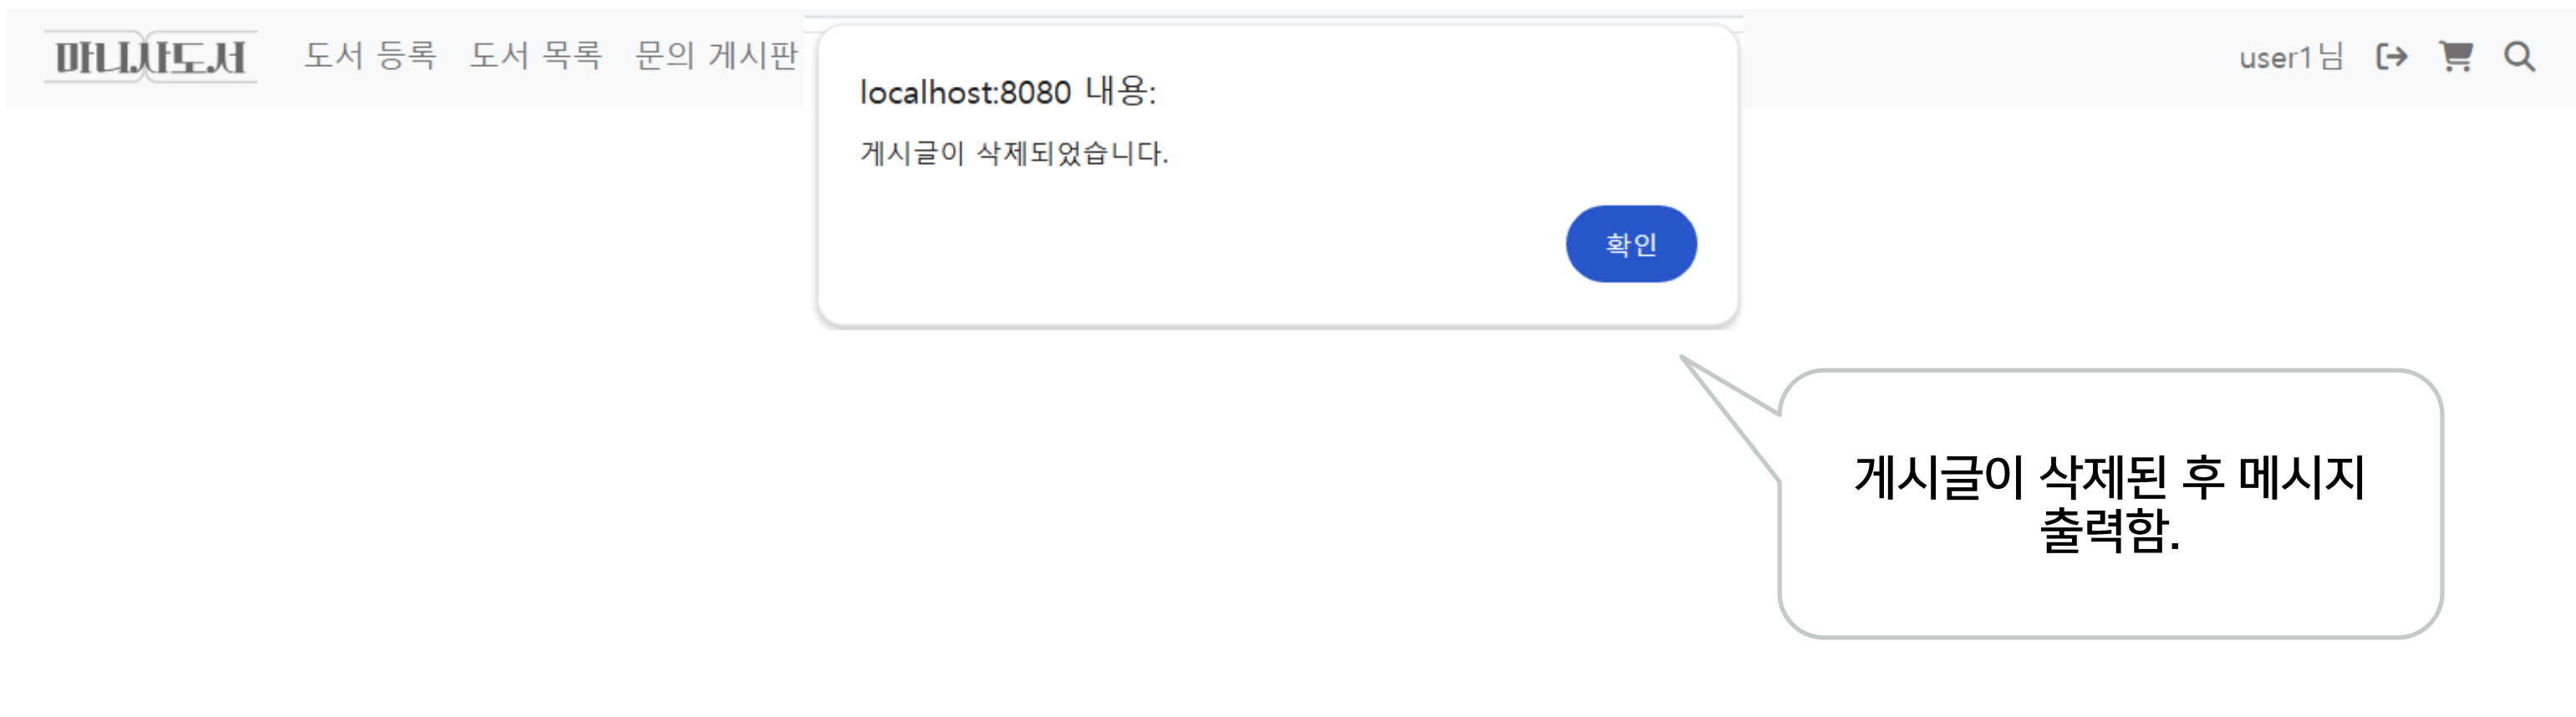 마니사도서 도서 등록 도서 목록 문의 게시판 user1님
localhost:8080 내용:
게시글이 삭제되었습니다.
확인
게시글이 삭제된 후 메시지
출력함.